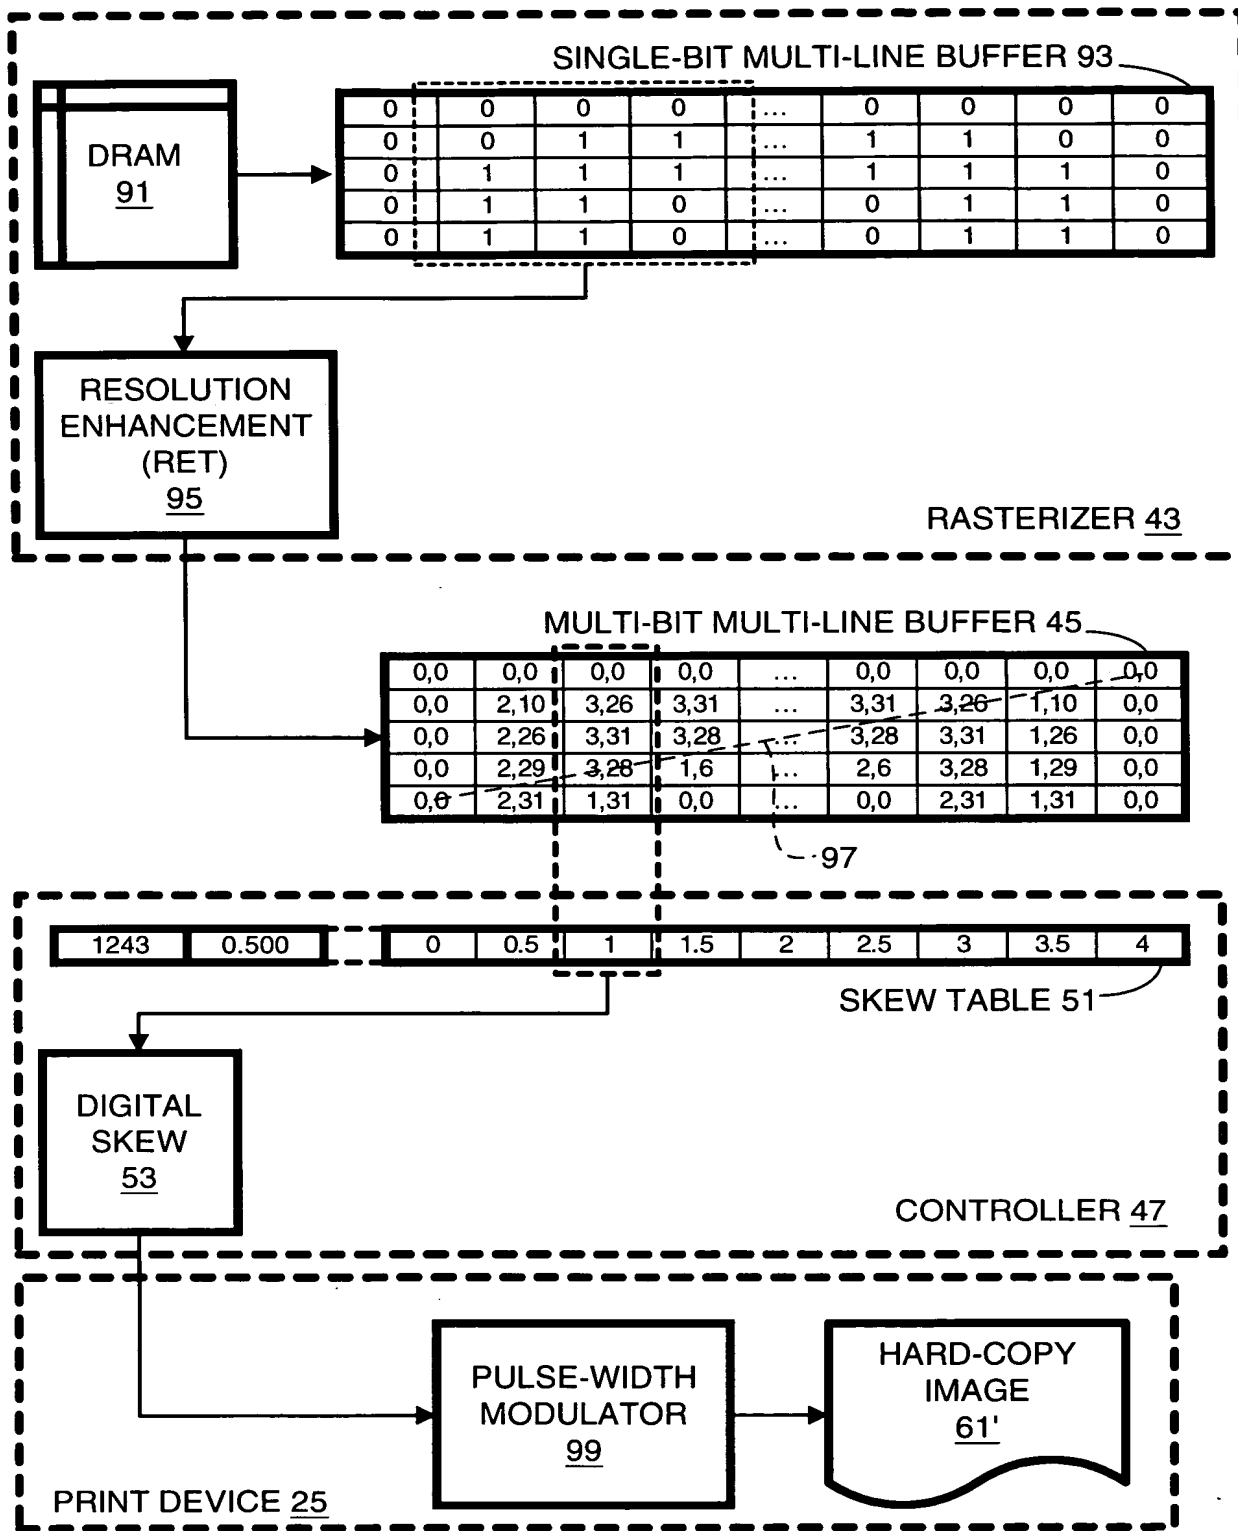 SINGLE-BIT MULTI-LINE BUFFER 93
DRAM
91
0 0 0 0 ... 0 0 0 0
0 0 1 1 ... 1 1 0 0
0 1 1 1 ... 1 1 1 0
0 1 1 0 ... 0 1 1 0
0 1 1 0 ... 0 1 1 0
RESOLUTION
ENHANCEMENT
(RET)
95
RASTERIZER 43
MULTI-BIT MULTI-LINE BUFFER 45
0,0 0,0 0,0 0,0 ... 0,0 0,0 0,0 0,0
0,0 2,10 3,26 3,31 ... 3,31 3,26 1,10 0,0
0,0 2,26 3,31 3,28 ... 3,28 3,31 1,26 0,0
0,0 2,29 3,28 1,6 ... 2,6 3,28 1,29 0,0
0,0 2,31 1,31 0,0 ... 0,0 2,31 1,31 0,0
97
1243 0.500 0 0.5 1 1.5 2 2.5 3 3.5 4
SKEW TABLE 51
DIGITAL
SKEW
53
CONTROLLER 47
PULSE-WIDTH
MODULATOR
99
HARD-COPY
IMAGE
61'
PRINT DEVICE 25